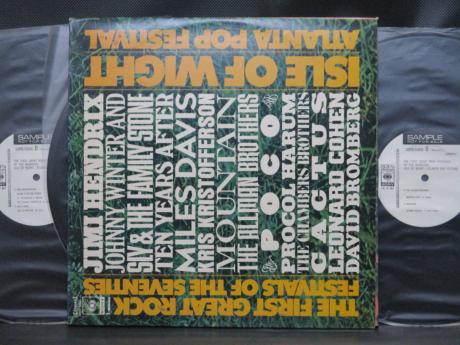 ISLE OF WIGHT
ATLANTA POP FESTIVAL
JIMI HENDRIX
JOHNNY WINTER AND
SLY & THE FAMILY STONE
TEN YEARS AFTER
MILES DAVIS
KRIS KRISTOFFERSON
MOUNTAIN
THE ALLMAN BROTHERS
POCO
PROCOL HARUM
THE CHAMBERS BROTHERS
CACTUS
LEONARD COHEN
DAVID BROMBERG
THE FIRST GREAT ROCK
FESTIVALS OF THE SEVENTIES
SAMPLE
NOT FOR SALE
SAMPLE
NOT FOR SALE